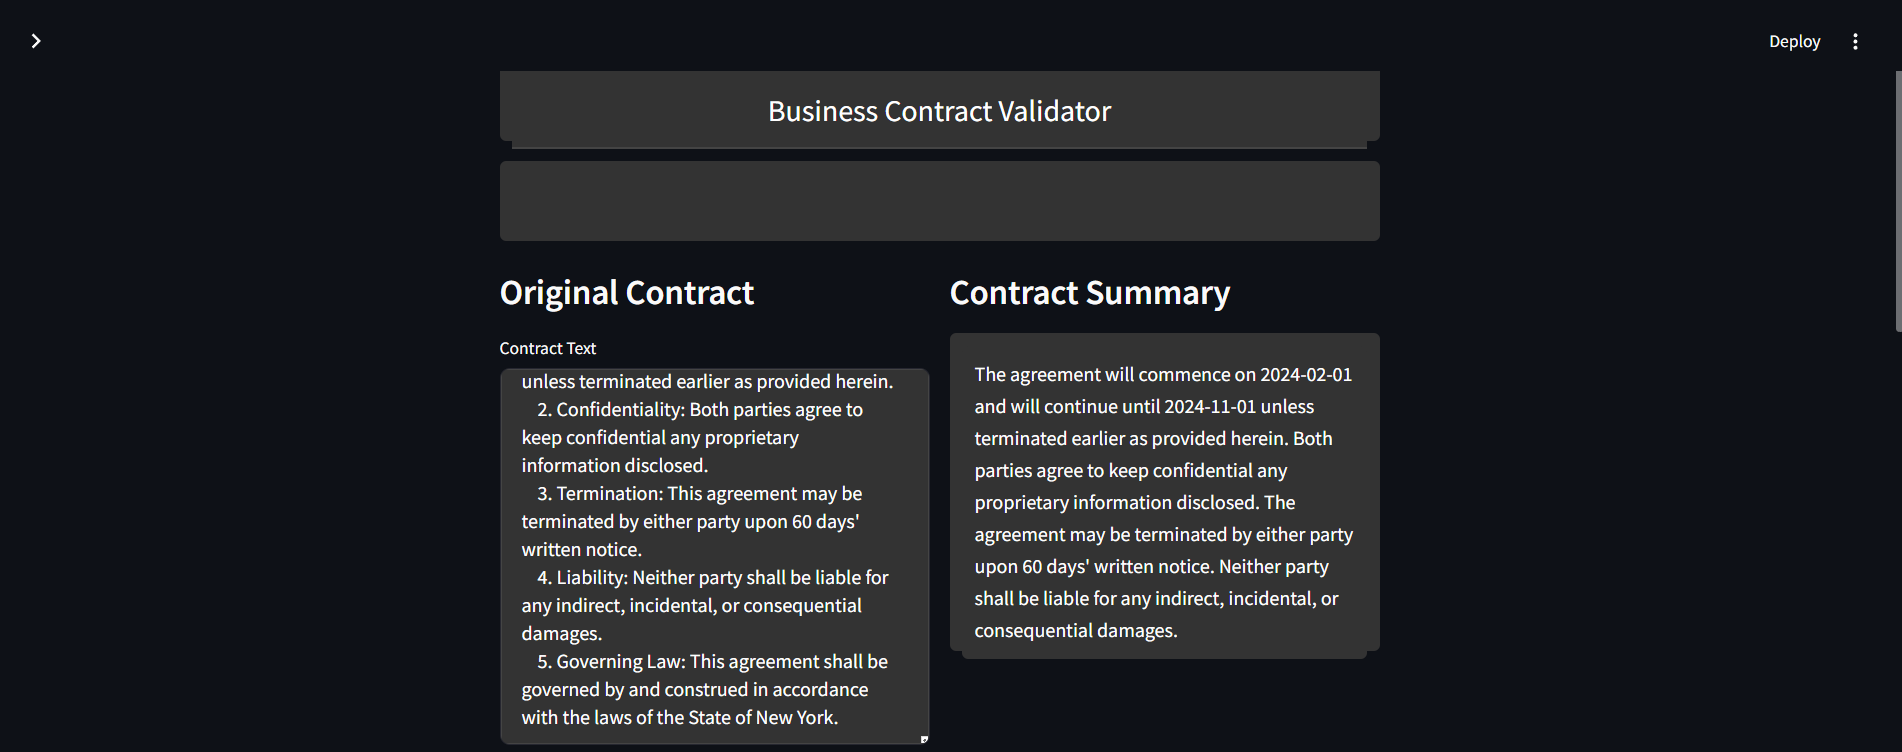 Deploy
Business Contract Validator
Original Contract
Contract Text
unless terminated earlier as provided herein.
2. Confidentiality: Both parties agree to
keep confidential any proprietary
information disclosed.
3. Termination: This agreement may be
terminated by either party upon 60 days'
written notice.
4. Liability: Neither party shall be liable for
any indirect, incidental, or consequential
damages.
5. Governing Law: This agreement shall be
governed by and construed in accordance
with the laws of the State of New York.
Contract Summary
The agreement will commence on 2024-02-01
and will continue until 2024-11-01 unless
terminated earlier as provided herein. Both
parties agree to keep confidential any
proprietary information disclosed. The
agreement may be terminated by either party
upon 60 days' written notice. Neither party
shall be liable for any indirect, incidental, or
consequential damages.